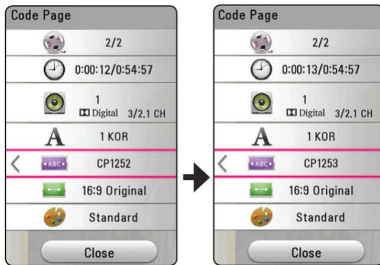 Code Page
2/2
0:00:12/0:54:57
1
Digital 3/2,1 CH
A 1 KOR
ABC CP1252
16:9 Original
Standard
Close
Code Page
2/2
0:00:13/0:54:57
1
Digital 3/2,1 CH
A 1 KOR
ABC CP1253
16:9 Original
Standard
Close